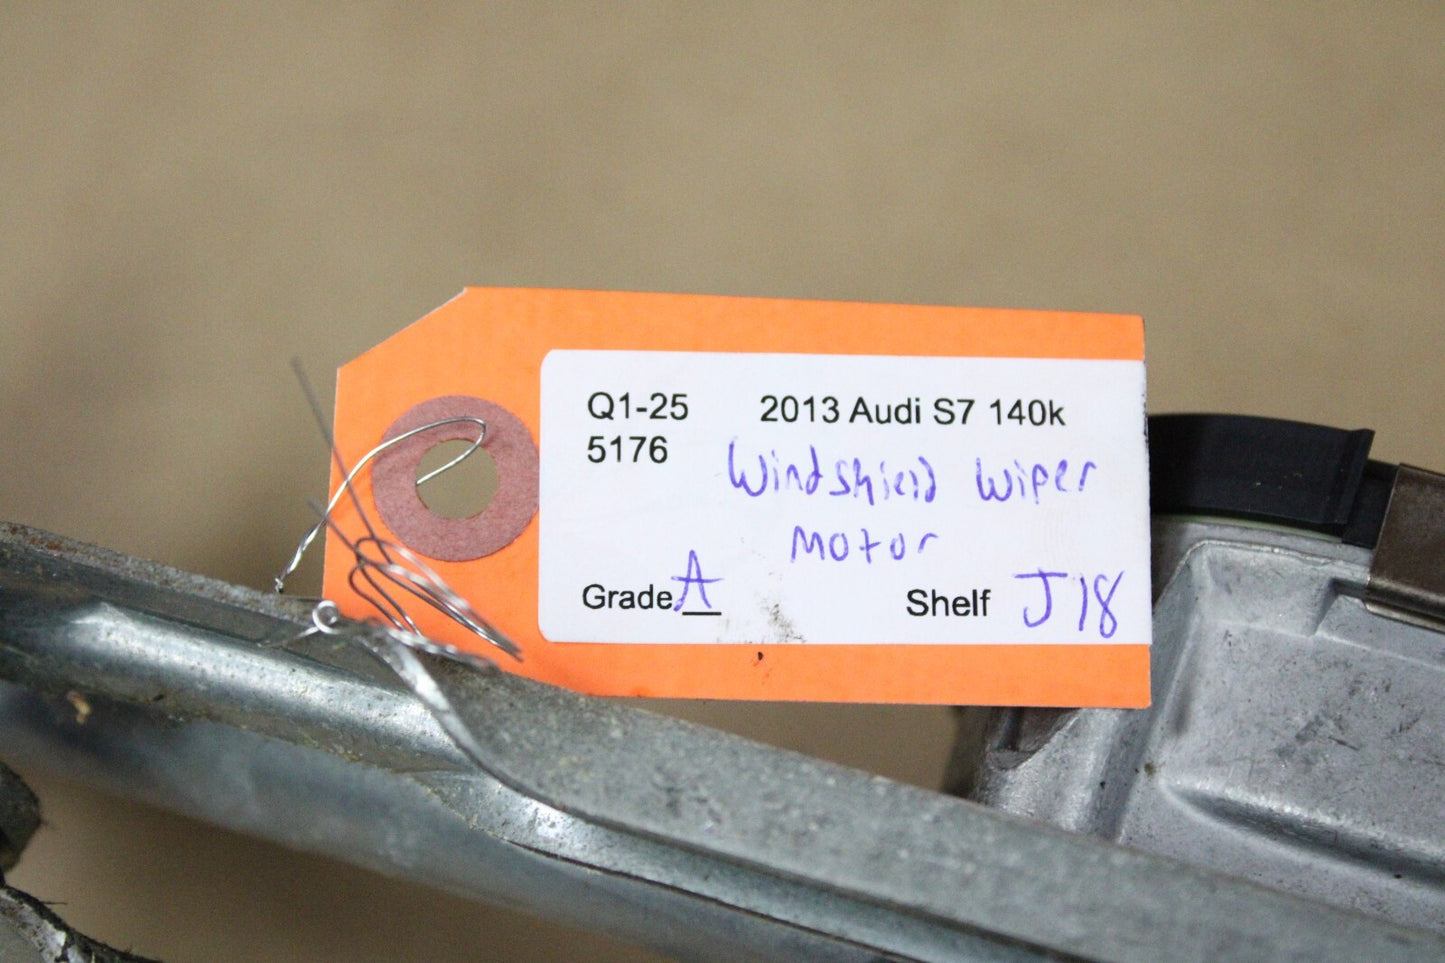 Q1-25 2013 Audi S7 140k
5176
Windshield Wiper
Motor
Grade A Shelf J18